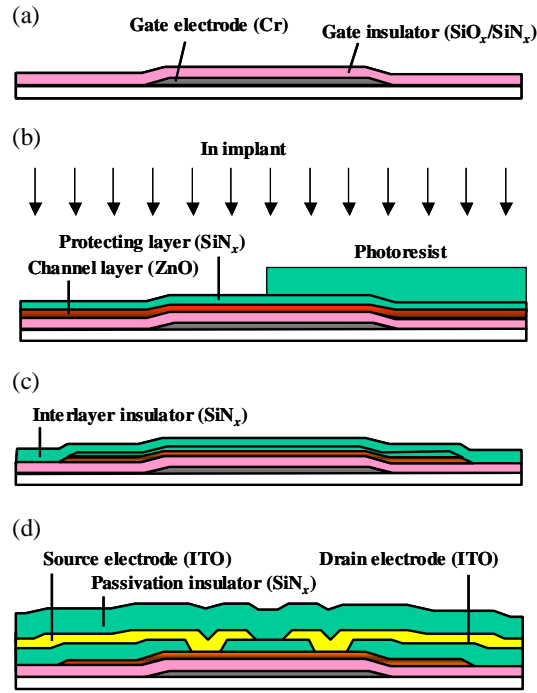 (a)
Gate electrode (Cr)
Gate insulator (SiOₓ/SiNₓ)
(b)
In implant
Protecting layer (SiNₓ)
Photoresist
Channel layer (ZnO)
(c)
Interlayer insulator (SiNₓ)
(d)
Source electrode (ITO)
Drain electrode (ITO)
Passivation insulator (SiNₓ)